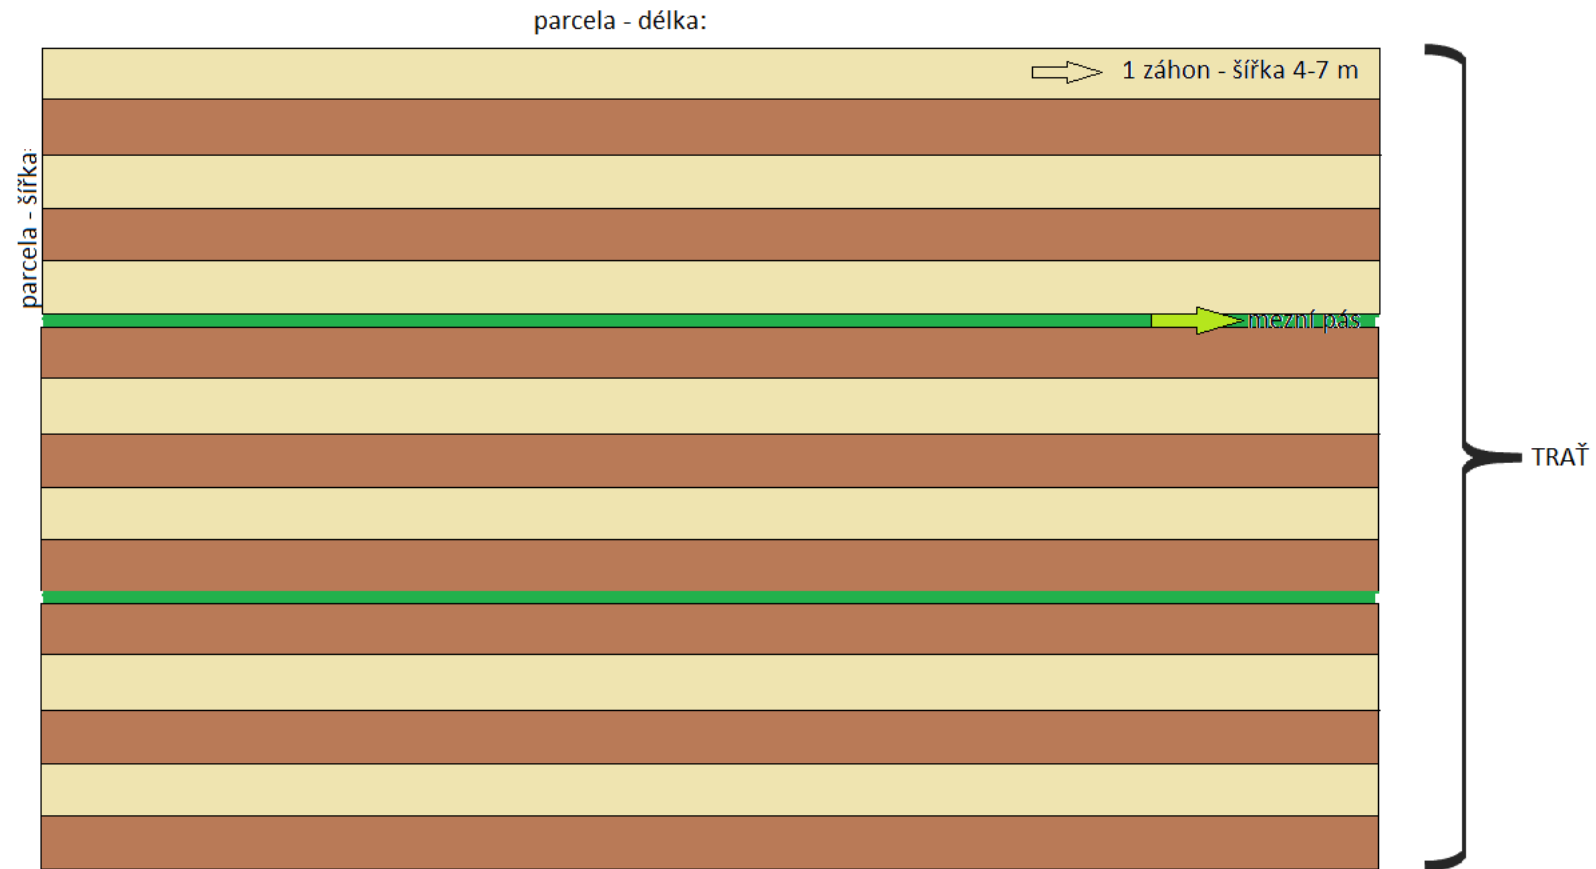 parcela - délka:
1 záhon - šířka 4-7 m
parcela - šířka:
mezní pás
TRAŤ